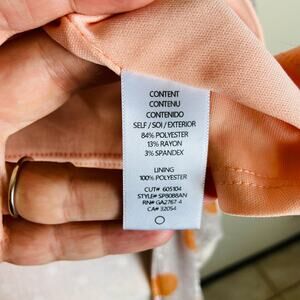 CONTENT
CONTENU
CONTENIDO
SELF / SOI / EXTERIOR
84% POLYESTER
13% RAYON
3% SPANDEX
LINING
100% POLYESTER
CUT# 605104
STYLE# SP8088AN
RN# GA2767-4
CA# 32054